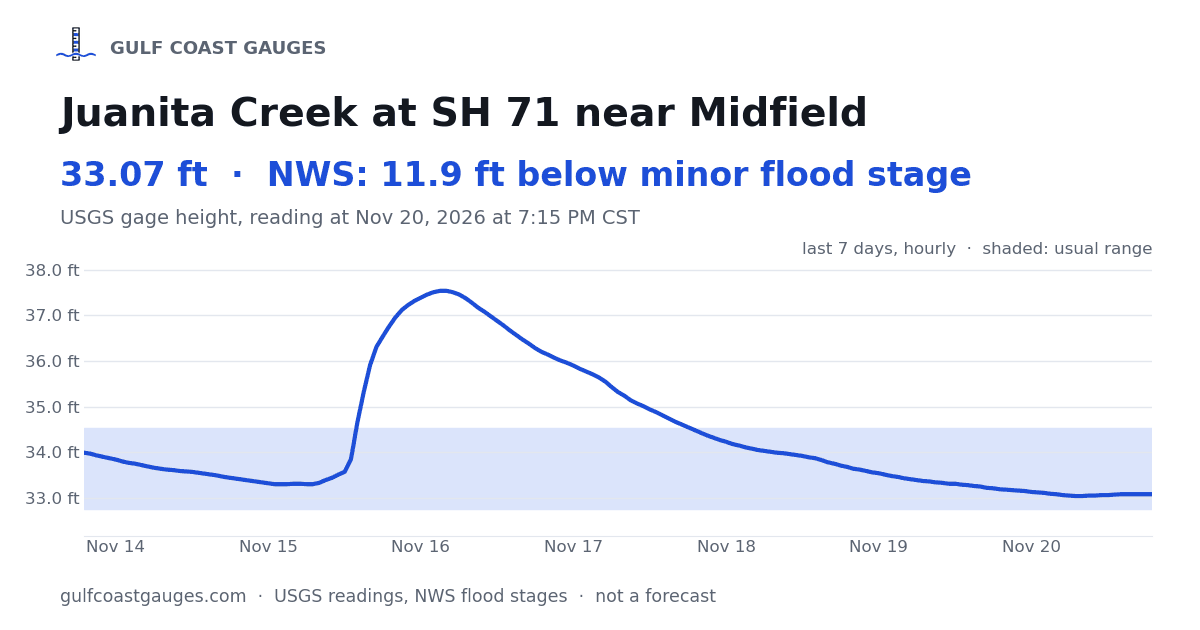 GULF COAST GAUGES
Juanita Creek at SH 71 near Midfield
33.07 ft · NWS: 11.9 ft below minor flood stage
USGS gage height, reading at Nov 20, 2026 at 7:15 PM CST
last 7 days, hourly · shaded: usual range
38.0 ft
37.0 ft
36.0 ft
35.0 ft
34.0 ft
33.0 ft
Nov 14 Nov 15 Nov 16 Nov 17 Nov 18 Nov 19 Nov 20
gulfcoastgauges.com · USGS readings, NWS flood stages · not a forecast